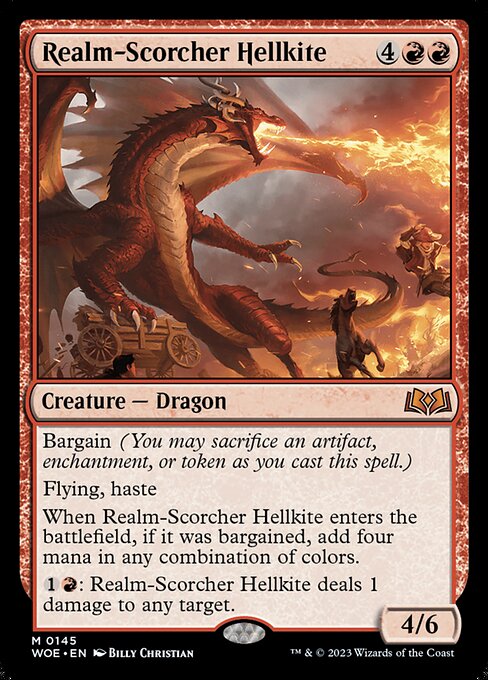 Realm-Scorcher Hellkite 4
Creature — Dragon
Bargain (You may sacrifice an artifact,
enchantment, or token as you cast this spell.)
Flying, haste
When Realm-Scorcher Hellkite enters the
battlefield, if it was bargained, add four
mana in any combination of colors.
1 : Realm-Scorcher Hellkite deals 1
damage to any target.
4/6
M 0145
WOE • EN Billy Christian
™ & © 2023 Wizards of the Coast